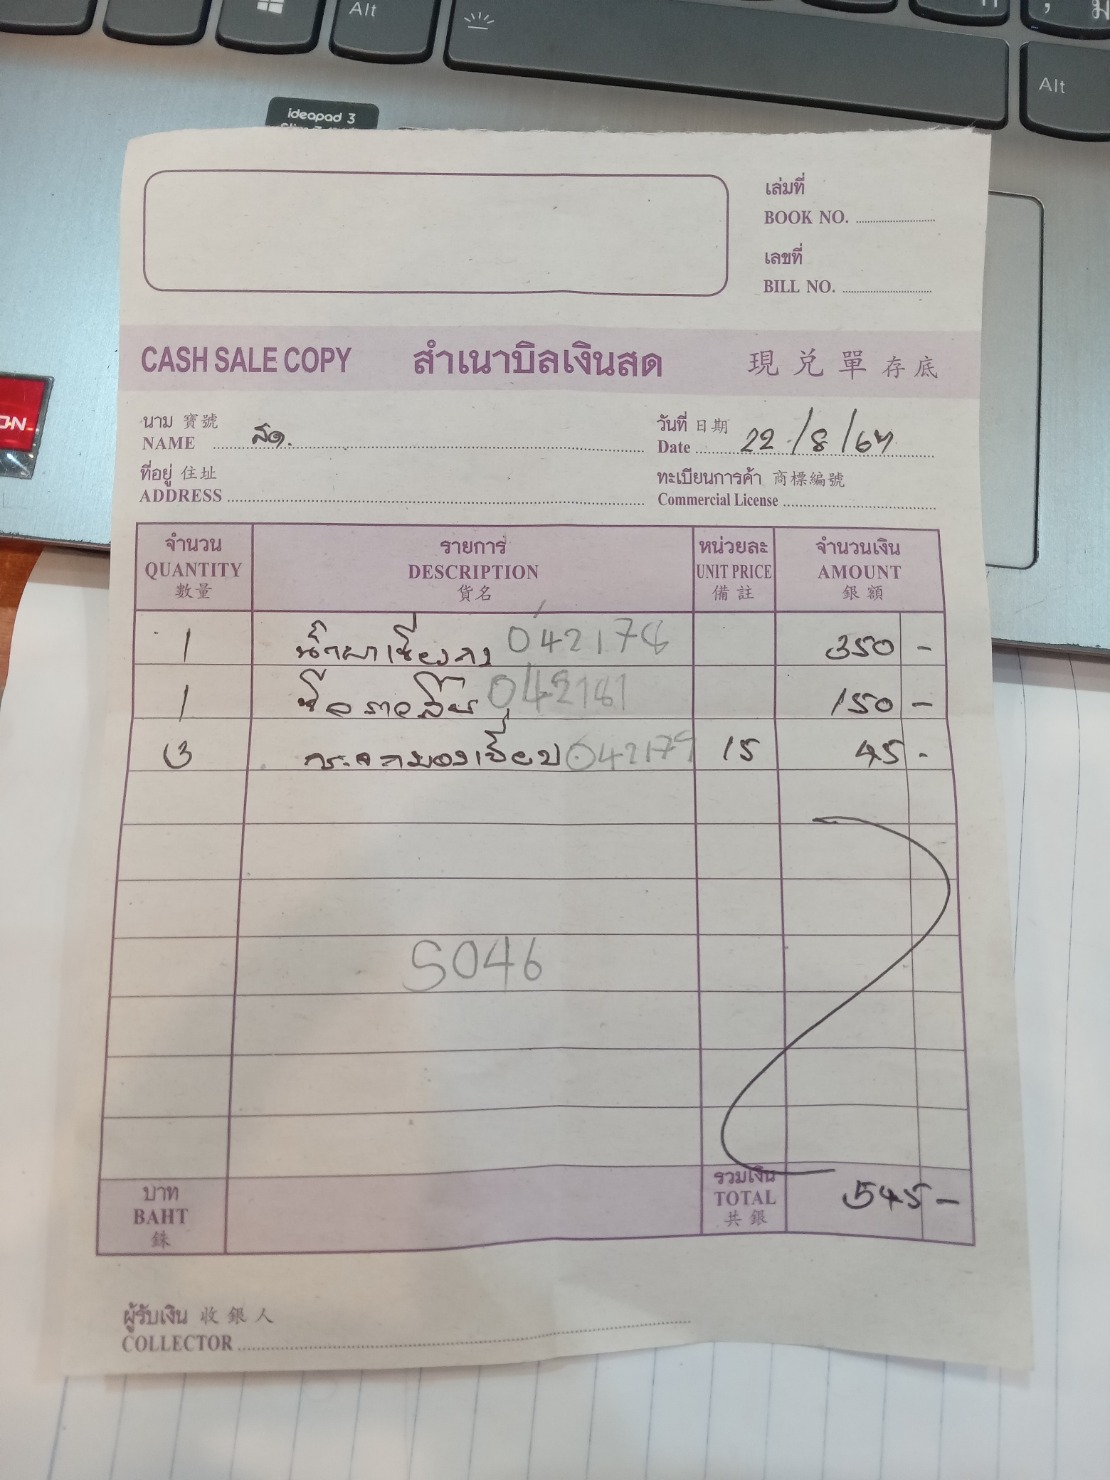 Alt
Alt
ideapad 3
เล่มที่
BOOK NO.
เลขที่
BILL NO.
CASH SALE COPY สำเนาบิลเงินสด 現兌單存底
นาม 寶號
NAME สด.
วันที่ 日期
Date 22/8/67
ที่อยู่ 住址
ADDRESS
ทะเบียนการค้า 商標編號
Commercial License
จำนวน รายการ หน่วยละ จำนวนเงิน
QUANTITY DESCRIPTION UNIT PRICE AMOUNT
數量 貨名 備註 銀額
1 042178 350 -
1 042181 150 -
3 042179 15 45 -
S046
บาท
BAHT
銖
รวมเงิน
TOTAL 545 -
共銀
ผู้รับเงิน 收銀人
COLLECTOR